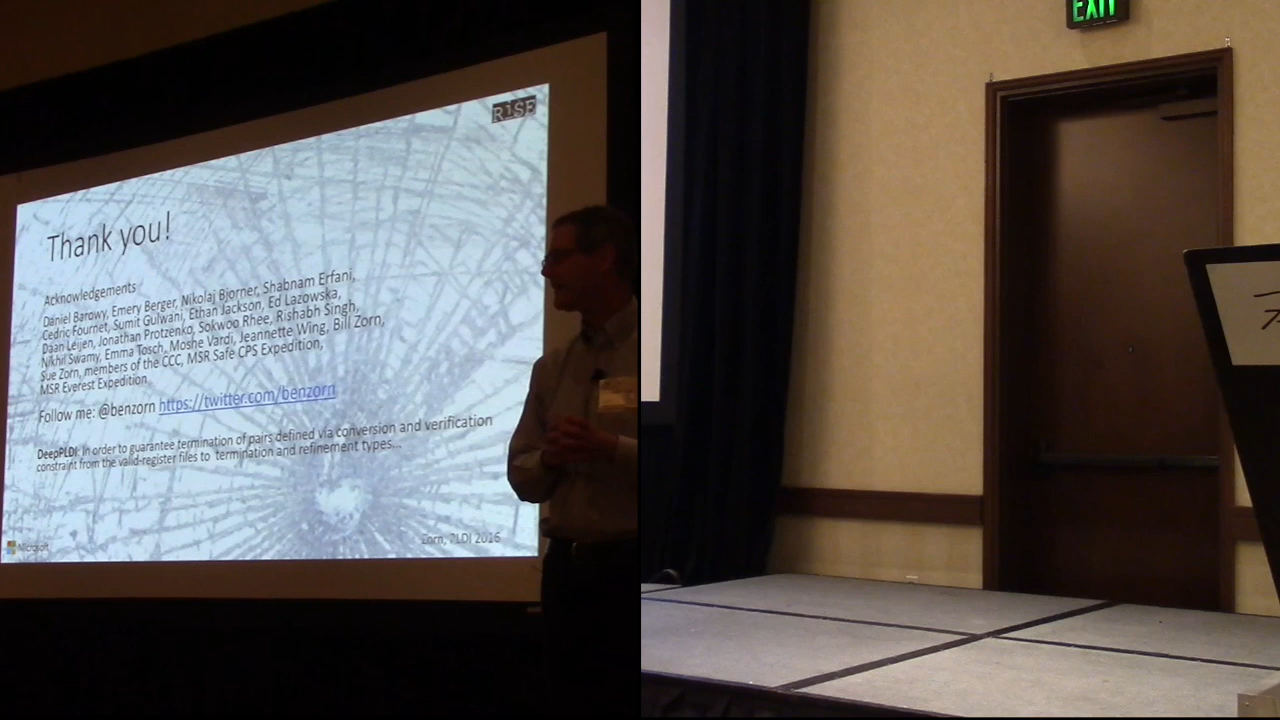 RiSE
Thank you!
Acknowledgements
Daniel Barowy, Emery Berger, Nikolaj Bjorner, Shabnam Erfani,
Cedric Fournet, Sumit Gulwani, Ethan Jackson, Ed Lazowska,
Daan Leijen, Jonathan Protzenko, Sokwoo Rhee, Rishabh Singh,
Nikhil Swamy, Emma Tosch, Moshe Vardi, Jeannette Wing, Bill Zorn,
Sue Zorn, members of the CCC, MSR Safe CPS Expedition,
MSR Everest Expedition
Follow me: @benzorn https://twitter.com/benzorn
DeepPLDI: In order to guarantee termination of pairs defined via conversion and verification
constraint from the valid-register files to termination and refinement types...
Microsoft
Zorn, PLDI 2016
EXIT